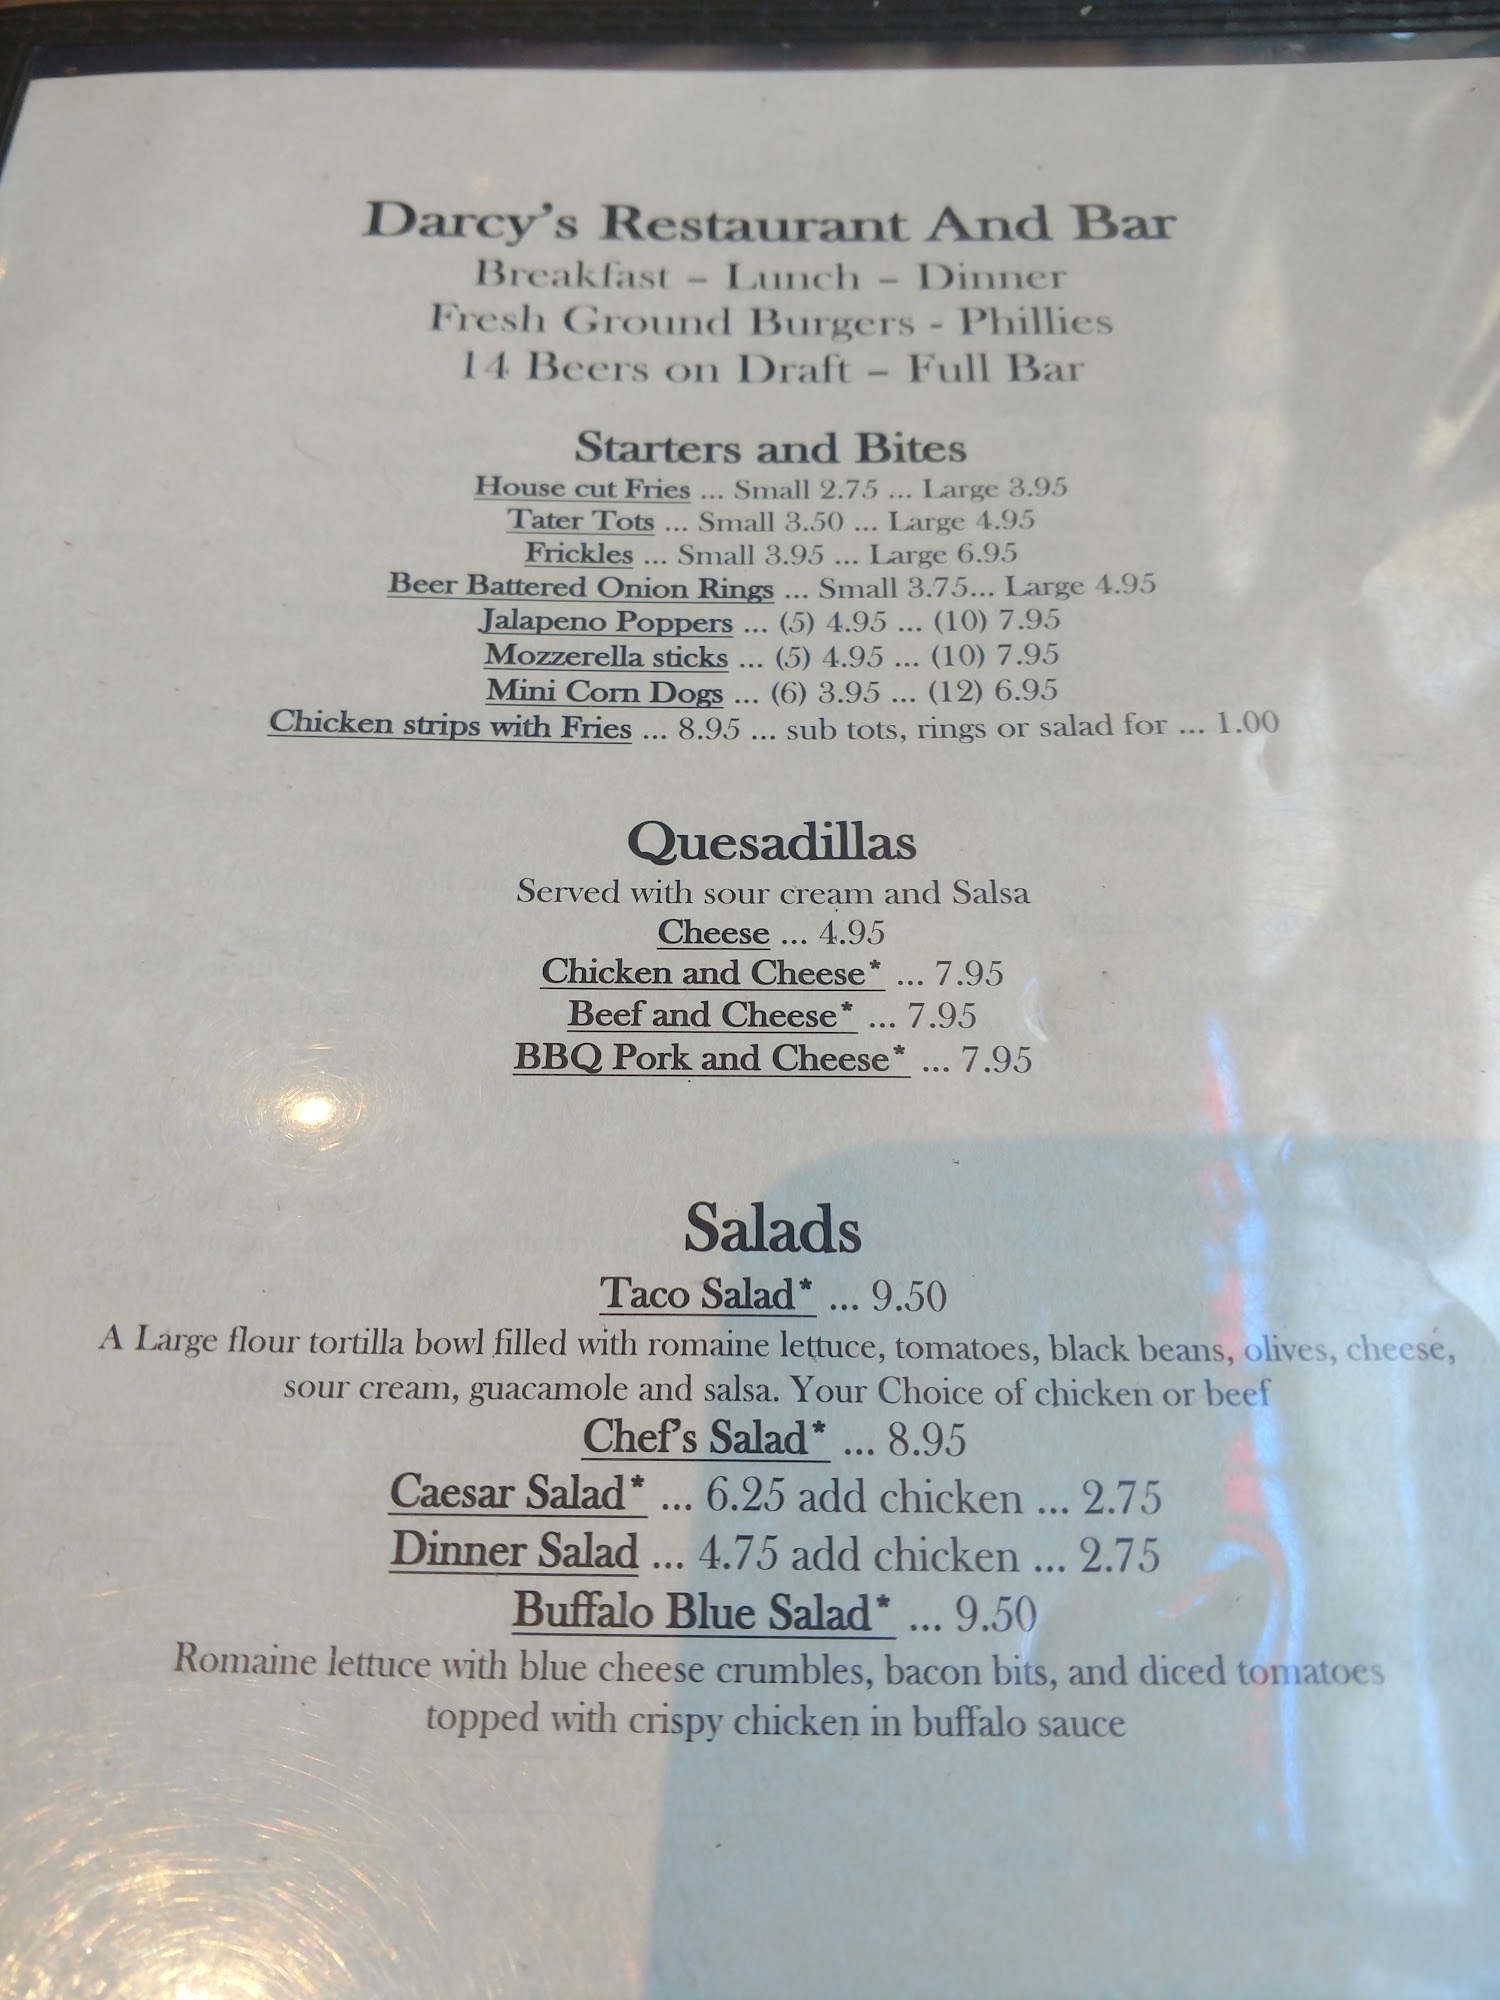 Darcy's Restaurant And Bar
Breakfast – Lunch – Dinner
Fresh Ground Burgers - Phillies
14 Beers on Draft – Full Bar
Starters and Bites
House cut Fries ... Small 2.75 ... Large 3.95
Tater Tots ... Small 3.50 ... Large 4.95
Frickles ... Small 3.95 ... Large 6.95
Beer Battered Onion Rings ... Small 3.75... Large 4.95
Jalapeno Poppers ... (5) 4.95 ... (10) 7.95
Mozzerella sticks ... (5) 4.95 ... (10) 7.95
Mini Corn Dogs ... (6) 3.95 ... (12) 6.95
Chicken strips with Fries ... 8.95 ... sub tots, rings or salad for ... 1.00
Quesadillas
Served with sour cream and Salsa
Cheese ... 4.95
Chicken and Cheese* ... 7.95
Beef and Cheese* ... 7.95
BBQ Pork and Cheese* ... 7.95
Salads
Taco Salad* ... 9.50
A Large flour tortilla bowl filled with romaine lettuce, tomatoes, black beans, olives, cheese,
sour cream, guacamole and salsa. Your Choice of chicken or beef
Chef's Salad* ... 8.95
Caesar Salad* ... 6.25 add chicken ... 2.75
Dinner Salad ... 4.75 add chicken ... 2.75
Buffalo Blue Salad* ... 9.50
Romaine lettuce with blue cheese crumbles, bacon bits, and diced tomatoes
topped with crispy chicken in buffalo sauce